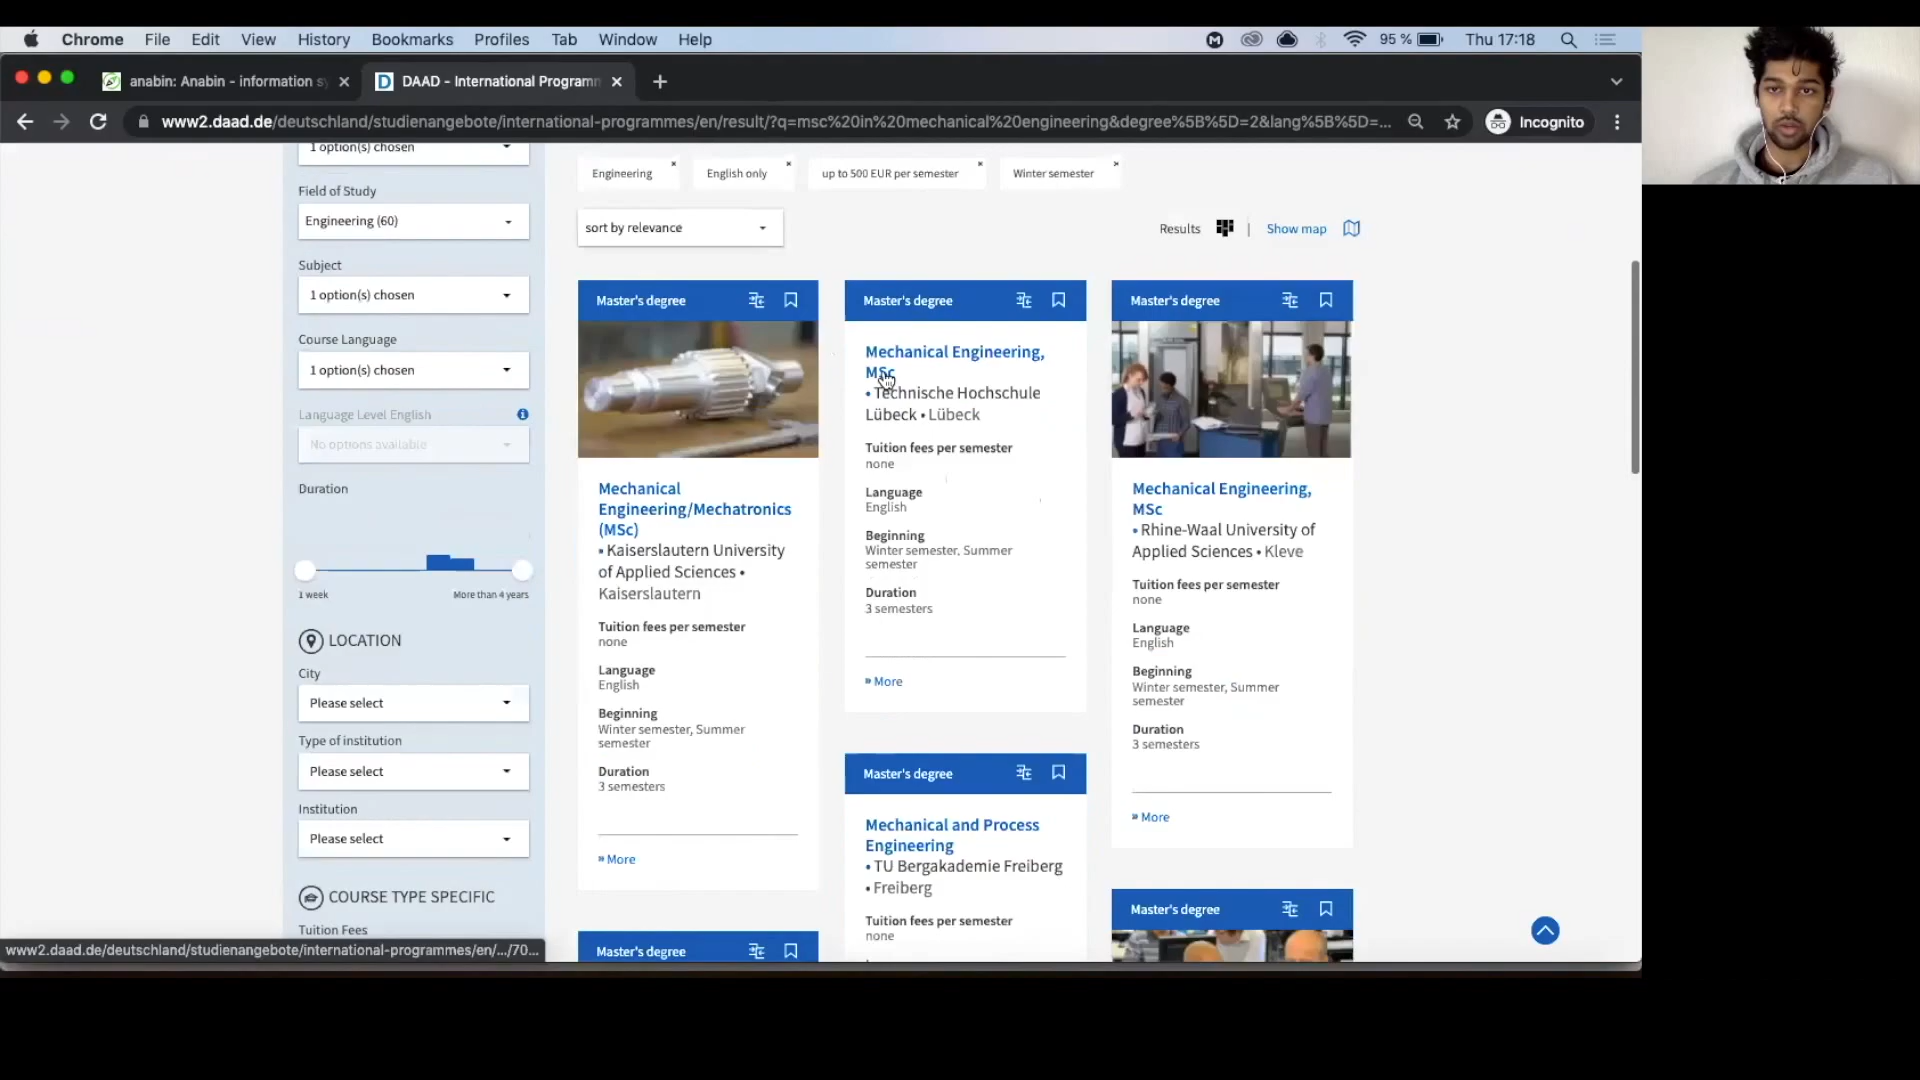 Chrome File Edit View History Bookmarks Profiles Tab Window Help 95 % Thu 17:18
anabin: Anabin - information sy
DAAD - International Programm
www2.daad.de/deutschland/studienangebote/international-programmes/en/result/?q=msc%20in%20mechanical%20engineering&degree%5B%5D=2&lang%5B%5D=...
Incognito
1 option(s) chosen
Field of Study
Engineering (60)
Subject
1 option(s) chosen
Course Language
1 option(s) chosen
Language Level English
No options available
Duration
1 week
More than 4 years
LOCATION
City
Please select
Type of institution
Please select
Institution
Please select
COURSE TYPE SPECIFIC
Tuition Fees
www2.daad.de/deutschland/studienangebote/international-programmes/en/.../70...
Engineering
English only
up to 500 EUR per semester
Winter semester
sort by relevance
Results | Show map
Master's degree
Mechanical
Engineering/Mechatronics
(MSc)
• Kaiserslautern University
of Applied Sciences •
Kaiserslautern
Tuition fees per semester
none
Language
English
Beginning
Winter semester, Summer
semester
Duration
3 semesters
» More
Master's degree
Master's degree
Mechanical Engineering,
MSc
• Technische Hochschule
Lübeck • Lübeck
Tuition fees per semester
none
Language
English
Beginning
Winter semester, Summer
semester
Duration
3 semesters
» More
Master's degree
Mechanical and Process
Engineering
• TU Bergakademie Freiberg
• Freiberg
Tuition fees per semester
none
Master's degree
Mechanical Engineering,
MSc
• Rhine-Waal University of
Applied Sciences • Kleve
Tuition fees per semester
none
Language
English
Beginning
Winter semester, Summer
semester
Duration
3 semesters
» More
Master's degree